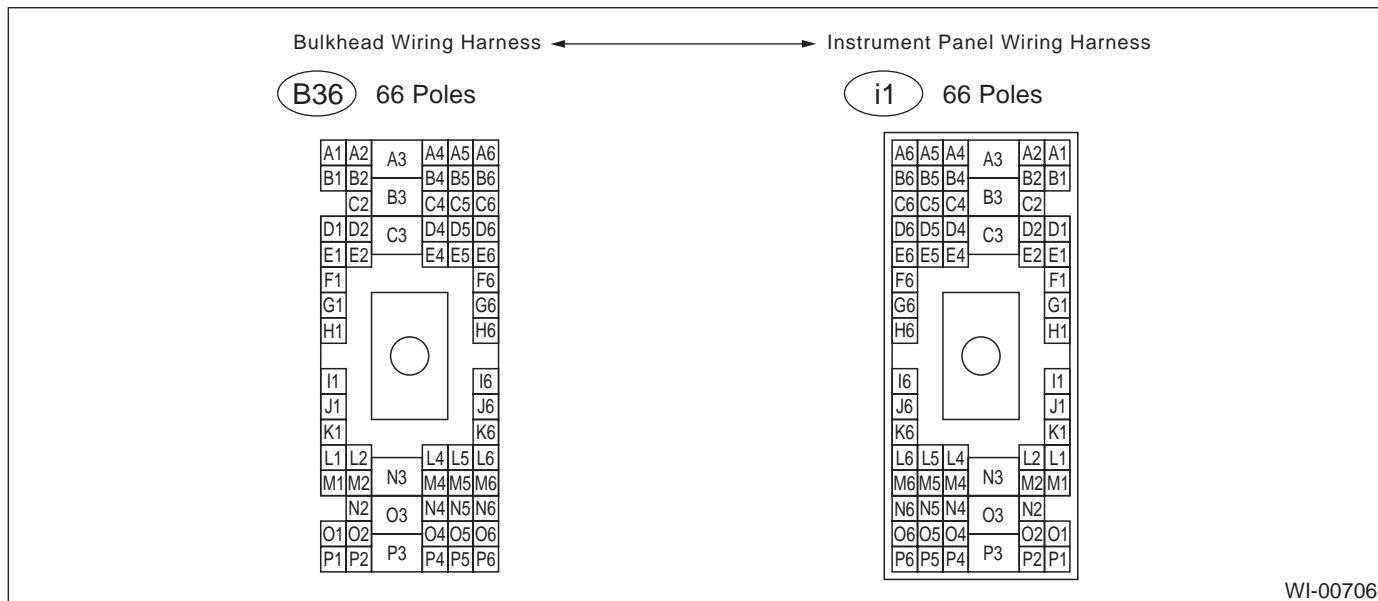 Bulkhead Wiring Harness Instrument Panel Wiring Harness
B36 66 Poles i1 66 Poles
A1 A2 A3 A4 A5 A6 A6 A5 A4 A3 A2 A1
B1 B2 B4 B5 B6 B6 B5 B4 B2 B1
C2 B3 C4 C5 C6 C6 C5 C4 B3 C2
D1 D2 C3 D4 D5 D6 D6 D5 D4 C3 D2 D1
E1 E2 E4 E5 E6 E6 E5 E4 E2 E1
F1 F6 F6 F1
G1 G6 G6 G1
H1 H6 H6 H1
I1 I6 I6 I1
J1 J6 J6 J1
K1 K6 K6 K1
L1 L2 L4 L5 L6 L6 L5 L4 L2 L1
M1 M2 N3 M4 M5 M6 M6 M5 M4 N3 M2 M1
N2 O3 N4 N5 N6 N6 N5 N4 O3 N2
O1 O2 O4 O5 O6 O6 O5 O4 O2 O1
P1 P2 P3 P4 P5 P6 P6 P5 P4 P3 P2 P1
WI-00706